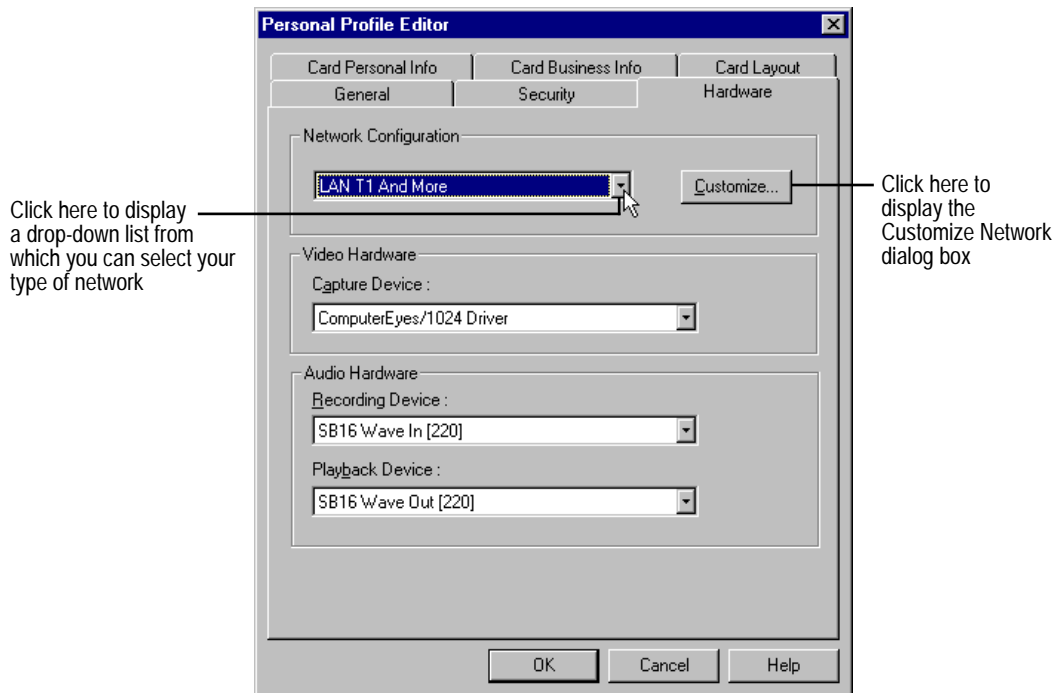 Personal Profile Editor
Card Personal Info
Card Business Info
Card Layout
General
Security
Hardware
Network Configuration
LAN T1 And More
Customize...
Click here to display
a drop-down list from
which you can select your
type of network
Click here to
display the
Customize Network
dialog box
Video Hardware
Capture Device :
ComputerEyes/1024 Driver
Audio Hardware
Recording Device :
SB16 Wave In [220]
Playback Device :
SB16 Wave Out [220]
OK
Cancel
Help